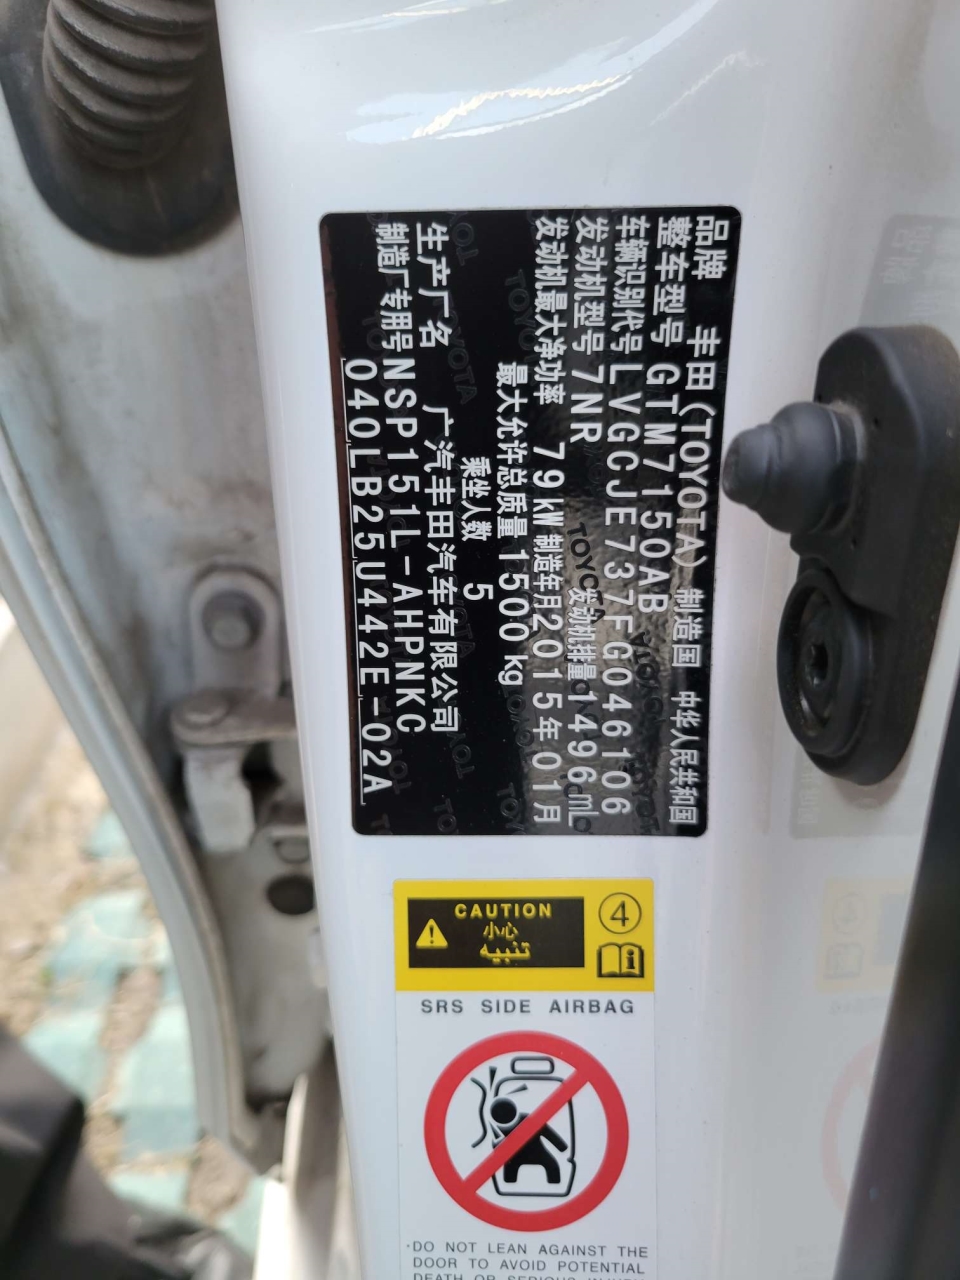 品牌 丰田(TOYOTA) 制造国 中华人民共和国
整车型号 GTM7150AB
车辆识别代号 LVGCJE737FG046106
发动机型号 7NR 发动机排量 1496mL
发动机最大净功率 79kW 制造年月 2015年01月
最大允许总质量 1500kg
乘坐人数 5
生产厂名 广汽丰田汽车有限公司
制造厂专用号 NSP151L-AHPNKC
040LB25U442E-02A
CAUTION
小心
تنبيه
4
SRS SIDE AIRBAG
·DO NOT LEAN AGAINST THE
DOOR TO AVOID POTENTIAL
DEATH OR SERIOUS